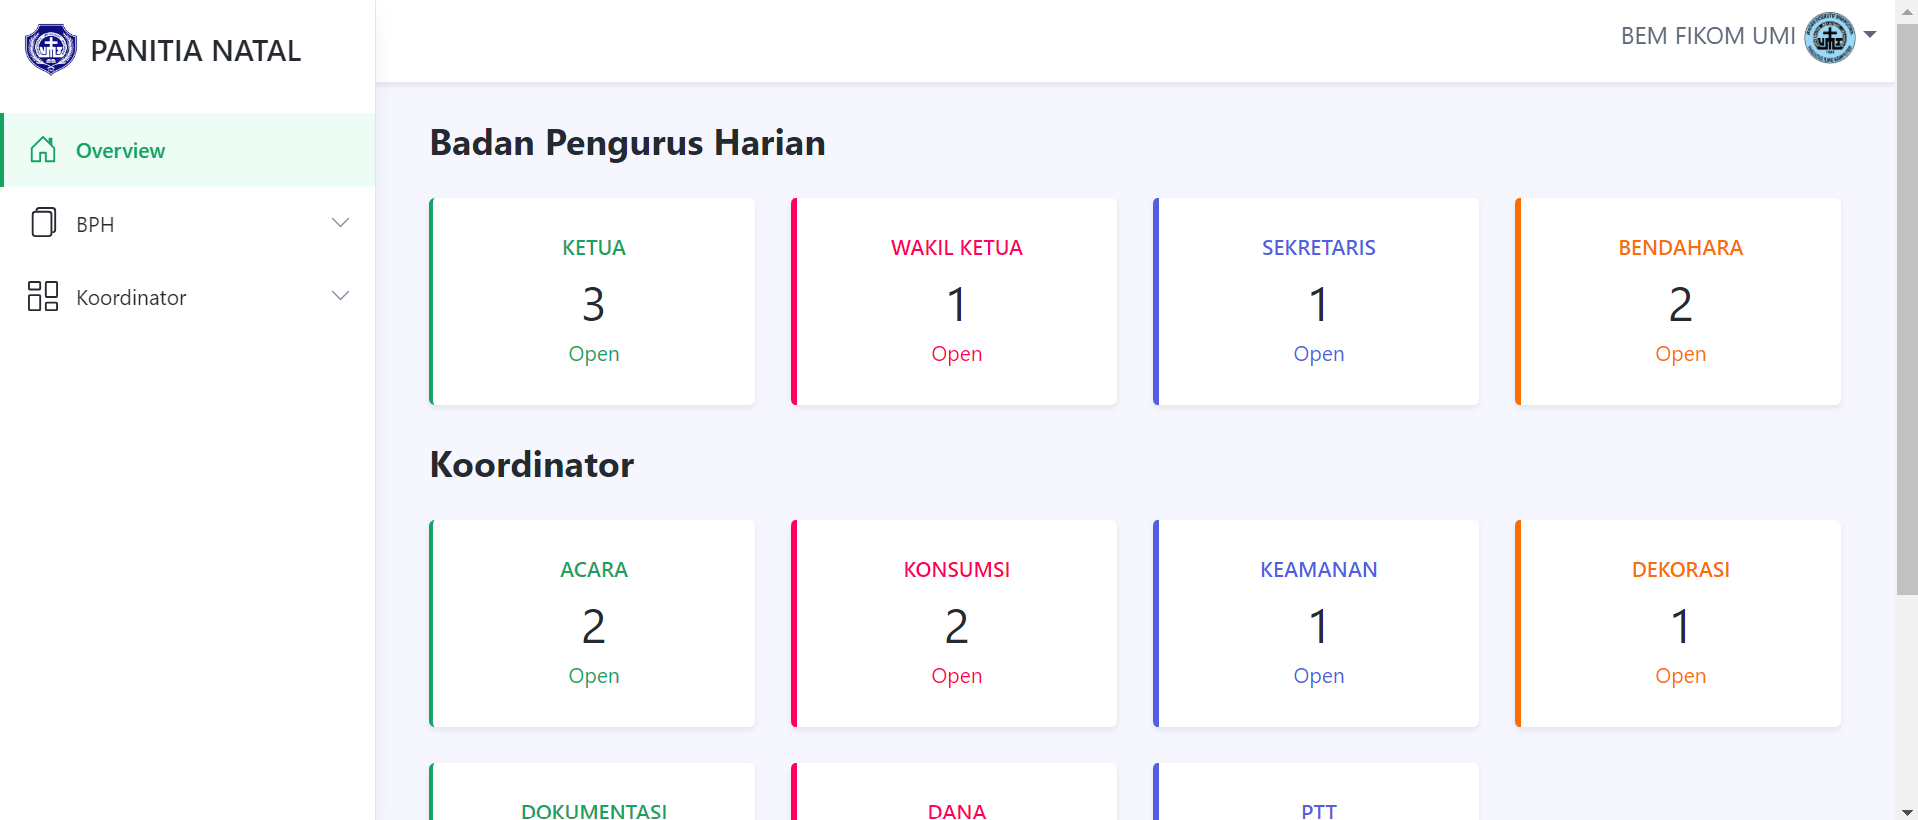 PANITIA NATAL
BEM FIKOM UMI
Overview
BPH
Koordinator
Badan Pengurus Harian
KETUA
3
Open
WAKIL KETUA
1
Open
SEKRETARIS
1
Open
BENDAHARA
2
Open
Koordinator
ACARA
2
Open
KONSUMSI
2
Open
KEAMANAN
1
Open
DEKORASI
1
Open
DOKUMENTASI
DANA
PTT